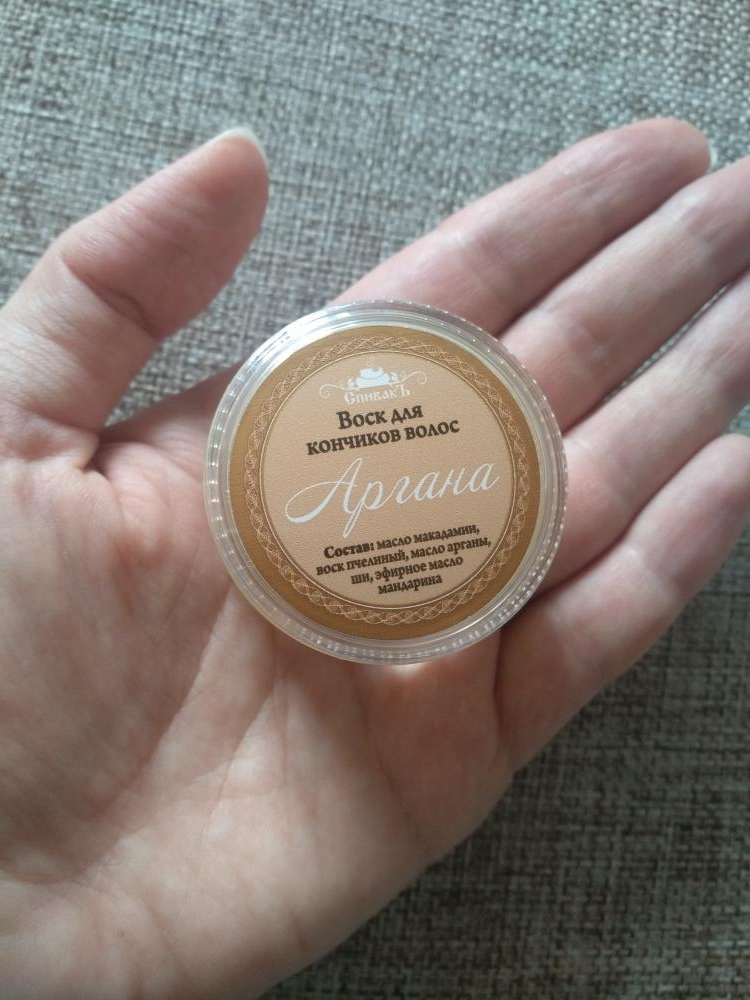 СпивакЪ
Воск для
кончиков волос
Аргана
Состав: масло макадамии,
воск пчелиный, масло арганы,
ши, эфирное масло
мандарина